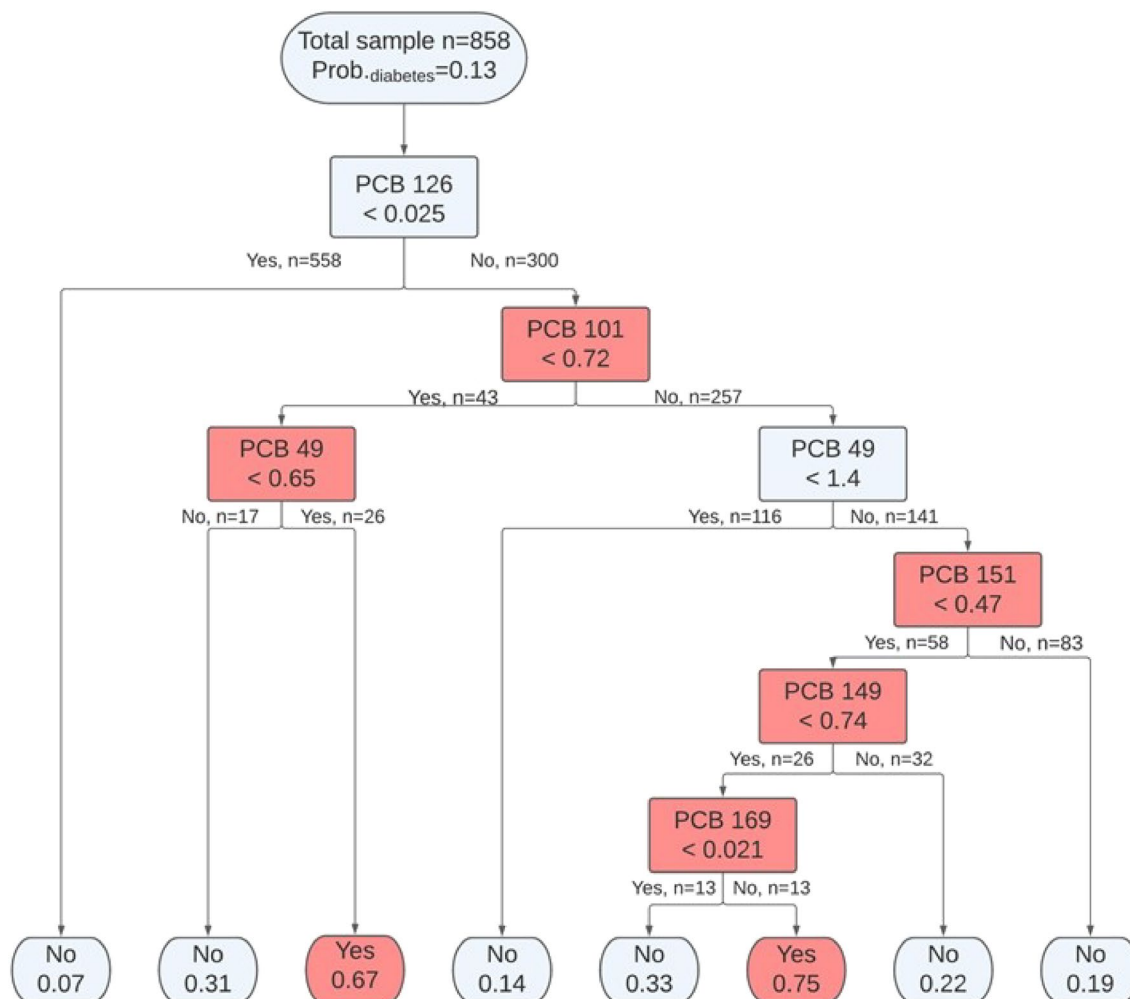 Total sample n=858
Prob.diabetes=0.13
PCB 126
< 0.025
Yes, n=558
No, n=300
PCB 101
< 0.72
Yes, n=43
No, n=257
PCB 49
< 0.65
PCB 49
< 1.4
No, n=17
Yes, n=26
Yes, n=116
No, n=141
PCB 151
< 0.47
Yes, n=58
No, n=83
PCB 149
< 0.74
Yes, n=26
No, n=32
PCB 169
< 0.021
Yes, n=13
No, n=13
No
0.07
No
0.31
Yes
0.67
No
0.14
No
0.33
Yes
0.75
No
0.22
No
0.19